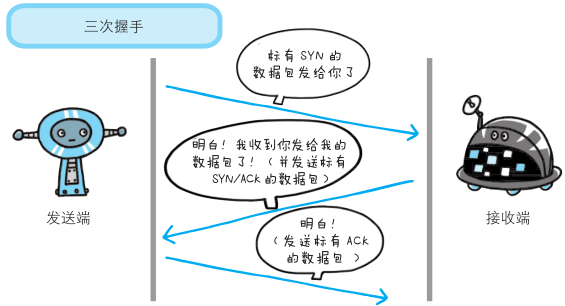 三次握手
标有 SYN 的
数据包发给你了
明白！我收到你发给我的
数据包了！（并发送标有
SYN/ACK 的数据包）
发送端
接收端
明白！
（发送标有 ACK
的数据包 ）